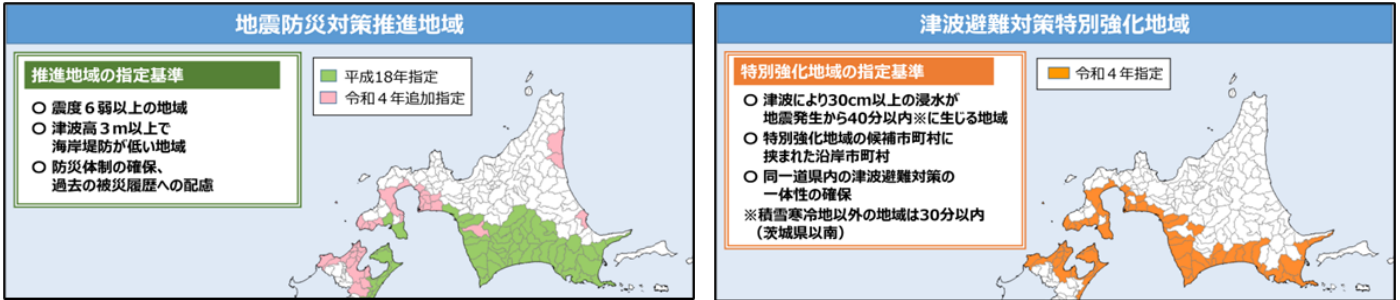 地震防災対策推進地域
推進地域の指定基準
○ 震度６弱以上の地域
○ 津波高３ｍ以上で
海岸堤防が低い地域
○ 防災体制の確保、
過去の被災履歴への配慮
平成18年指定
令和４年追加指定
津波避難対策特別強化地域
特別強化地域の指定基準
○ 津波により30cm以上の浸水が
地震発生から40分以内※に生じる地域
○ 特別強化地域の候補市町村に
挟まれた沿岸市町村
○ 同一道県内の津波避難対策の
一体性の確保
※積雪寒冷地以外の地域は30分以内
（茨城県以南）
令和４年指定